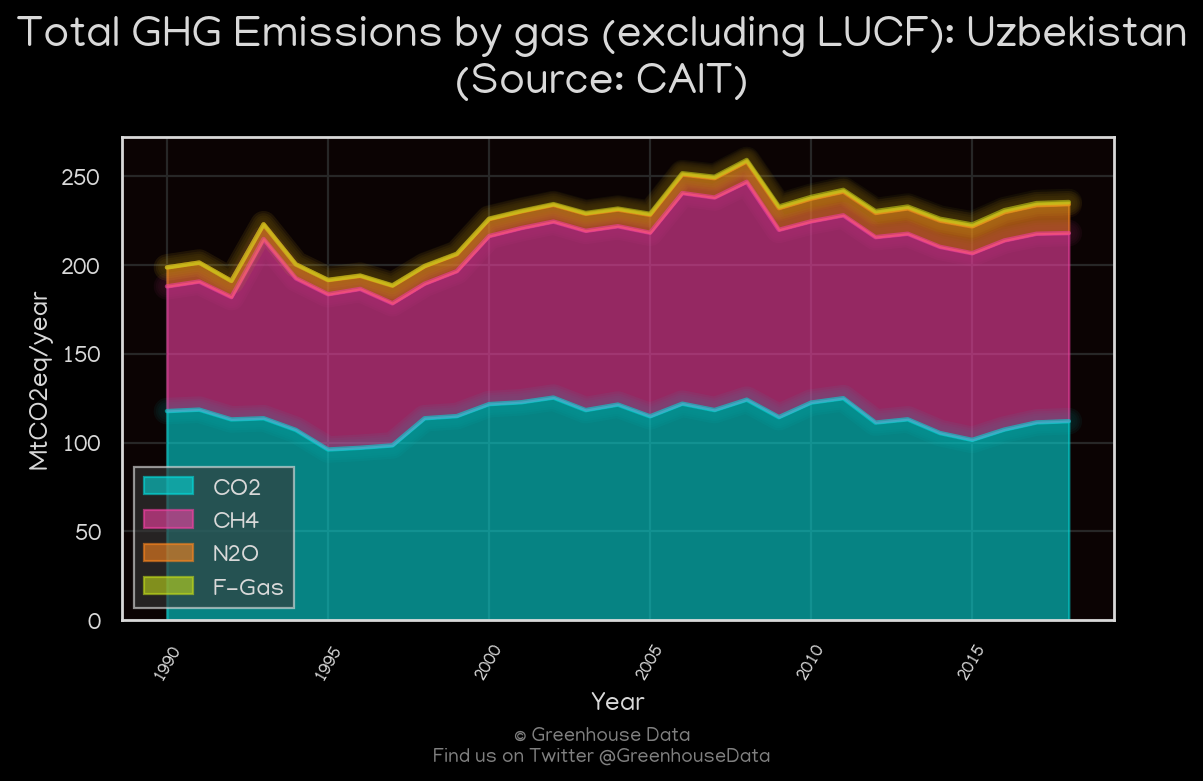 Total GHG Emissions by gas (excluding LUCF): Uzbekistan
(Source: CAIT)
MtCO2eq/year
250
200
150
100
50
0
CO2
CH4
N2O
F-Gas
1990
1995
2000
2005
2010
2015
Year
© Greenhouse Data
Find us on Twitter @GreenhouseData